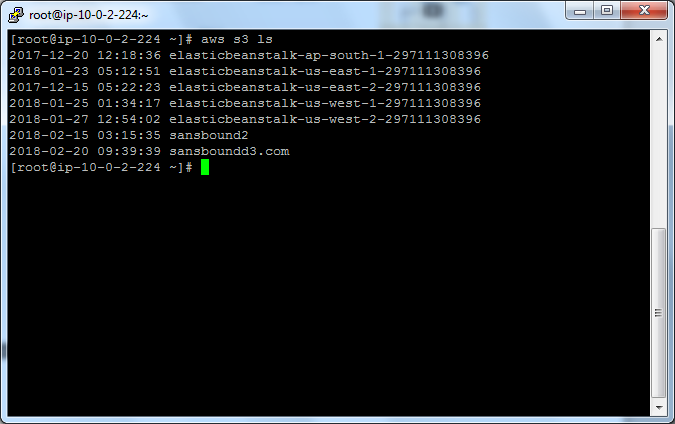 root@ip-10-0-2-224:~
[root@ip-10-0-2-224 ~]# aws s3 ls
2017-12-20 12:18:36 elasticbeanstalk-ap-south-1-297111308396
2018-01-23 05:12:51 elasticbeanstalk-us-east-1-297111308396
2017-12-15 05:22:23 elasticbeanstalk-us-east-2-297111308396
2018-01-25 01:34:17 elasticbeanstalk-us-west-1-297111308396
2018-01-27 12:54:02 elasticbeanstalk-us-west-2-297111308396
2018-02-15 03:15:35 sansbound2
2018-02-20 09:39:39 sansboundd3.com
[root@ip-10-0-2-224 ~]#